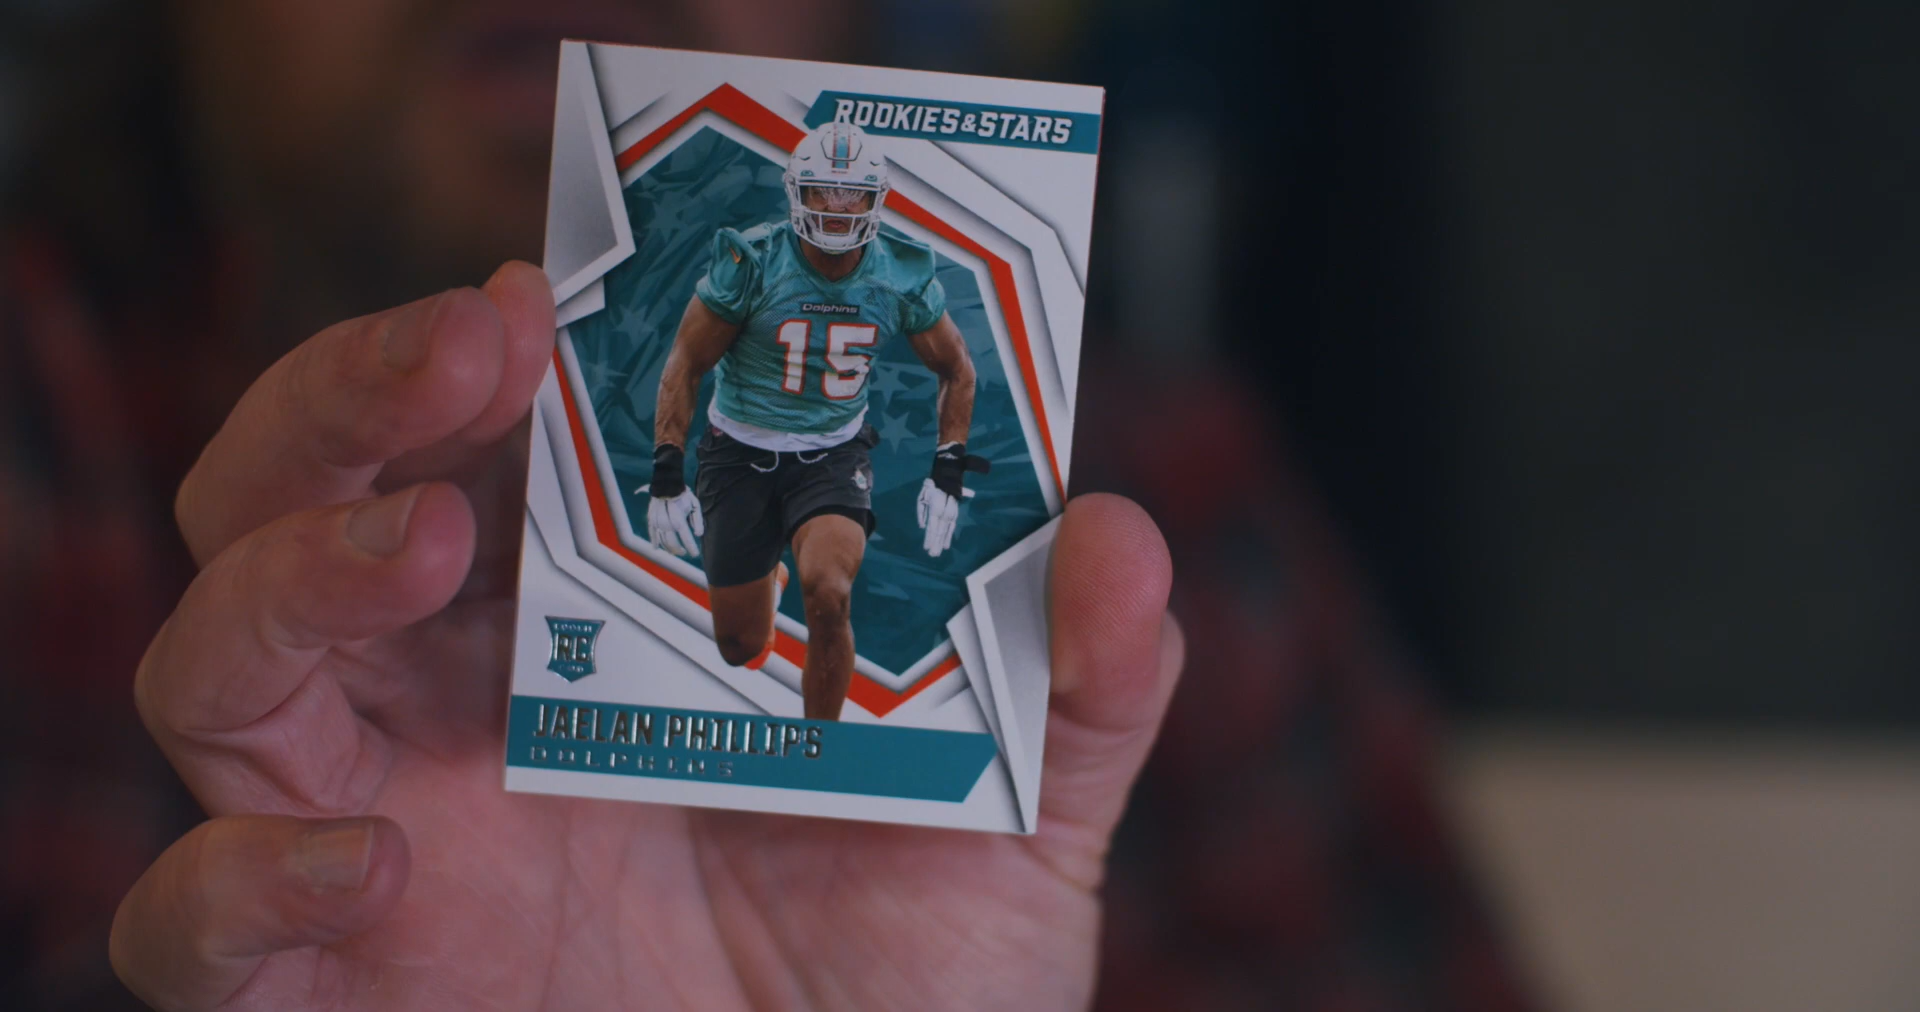 ROOKIES&STARS
Dolphins
15
RC
JAELAN PHILLIPS
DOLPHINS